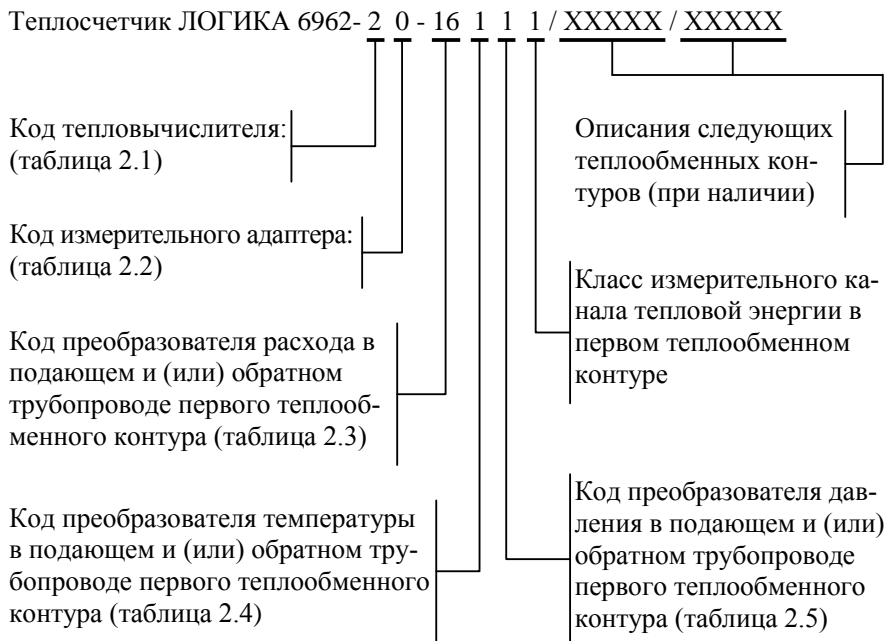 Теплосчетчик ЛОГИКА 6962- 2 0 - 16 1 1 1 / XXXXX / XXXXX
Код тепловычислителя:
(таблица 2.1)
Код измерительного адаптера:
(таблица 2.2)
Код преобразователя расхода в
подающем и (или) обратном
трубопроводе первого теплооб-
менного контура (таблица 2.3)
Код преобразователя температуры
в подающем и (или) обратном тру-
бопроводе первого теплообменного
контура (таблица 2.4)
Описания следующих
теплообменных кон-
туров (при наличии)
Класс измерительного ка-
нала тепловой энергии в
первом теплообменном
контуре
Код преобразователя дав-
ления в подающем и (или)
обратном трубопроводе
первого теплообменного
контура (таблица 2.5)